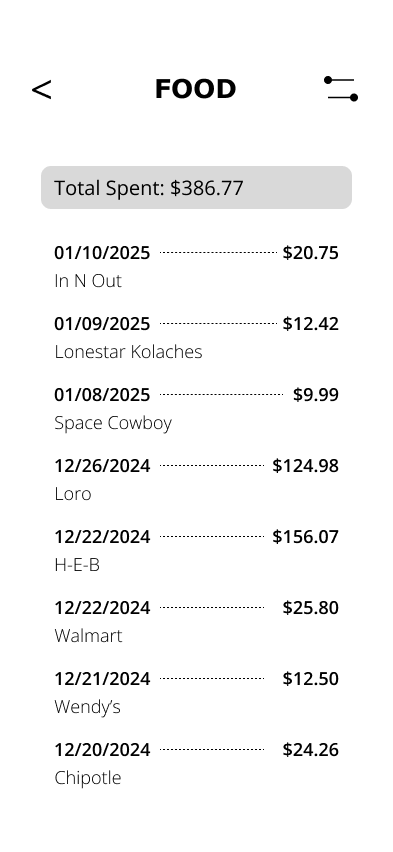 < FOOD
Total Spent: $386.77
01/10/2025 $20.75
In N Out
01/09/2025 $12.42
Lonestar Kolaches
01/08/2025 $9.99
Space Cowboy
12/26/2024 $124.98
Loro
12/22/2024 $156.07
H-E-B
12/22/2024 $25.80
Walmart
12/21/2024 $12.50
Wendy’s
12/20/2024 $24.26
Chipotle